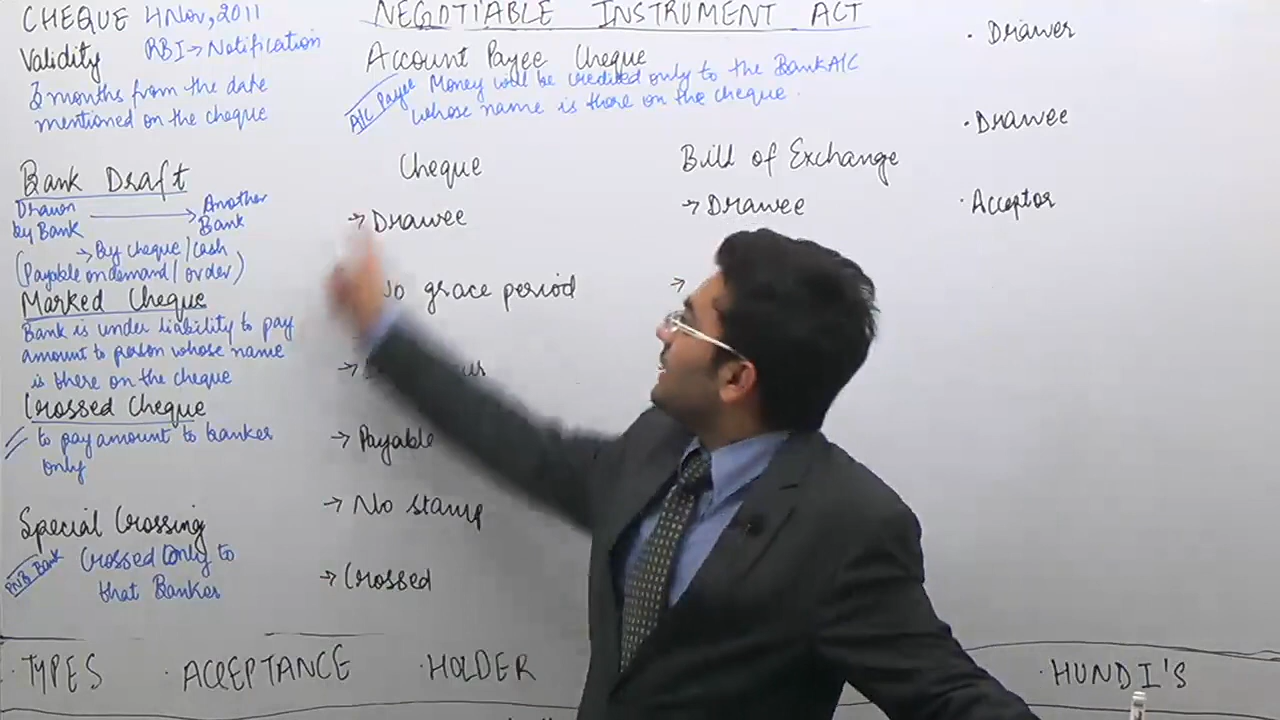 NEGOTIABLE INSTRUMENT ACT
CHEQUE 4 Nov, 2011
Validity RBI → Notification
3 months from the date
mentioned on the cheque
Bank Draft
Drawn → Another
by Bank Bank
→ By cheque/cash
(Payable on demand/order)
Marked Cheque
Bank is under liability to pay
amount to person whose name
is there on the cheque
Crossed Cheque
to pay amount to banker
only
Special Crossing
PNB Bank Crossed only to
that Banker
Account Payee Cheque
A/C Payee Money will be credited only to the Bank A/C
whose name is there on the cheque.
Cheque
→ Drawee
No grace period
→
→ Payable
→ No stamp
→ Crossed
Bill of Exchange
→ Drawee
→
· Drawer
· Drawee
· Acceptor
· TYPES · ACCEPTANCE · HOLDER · HUNDI'S